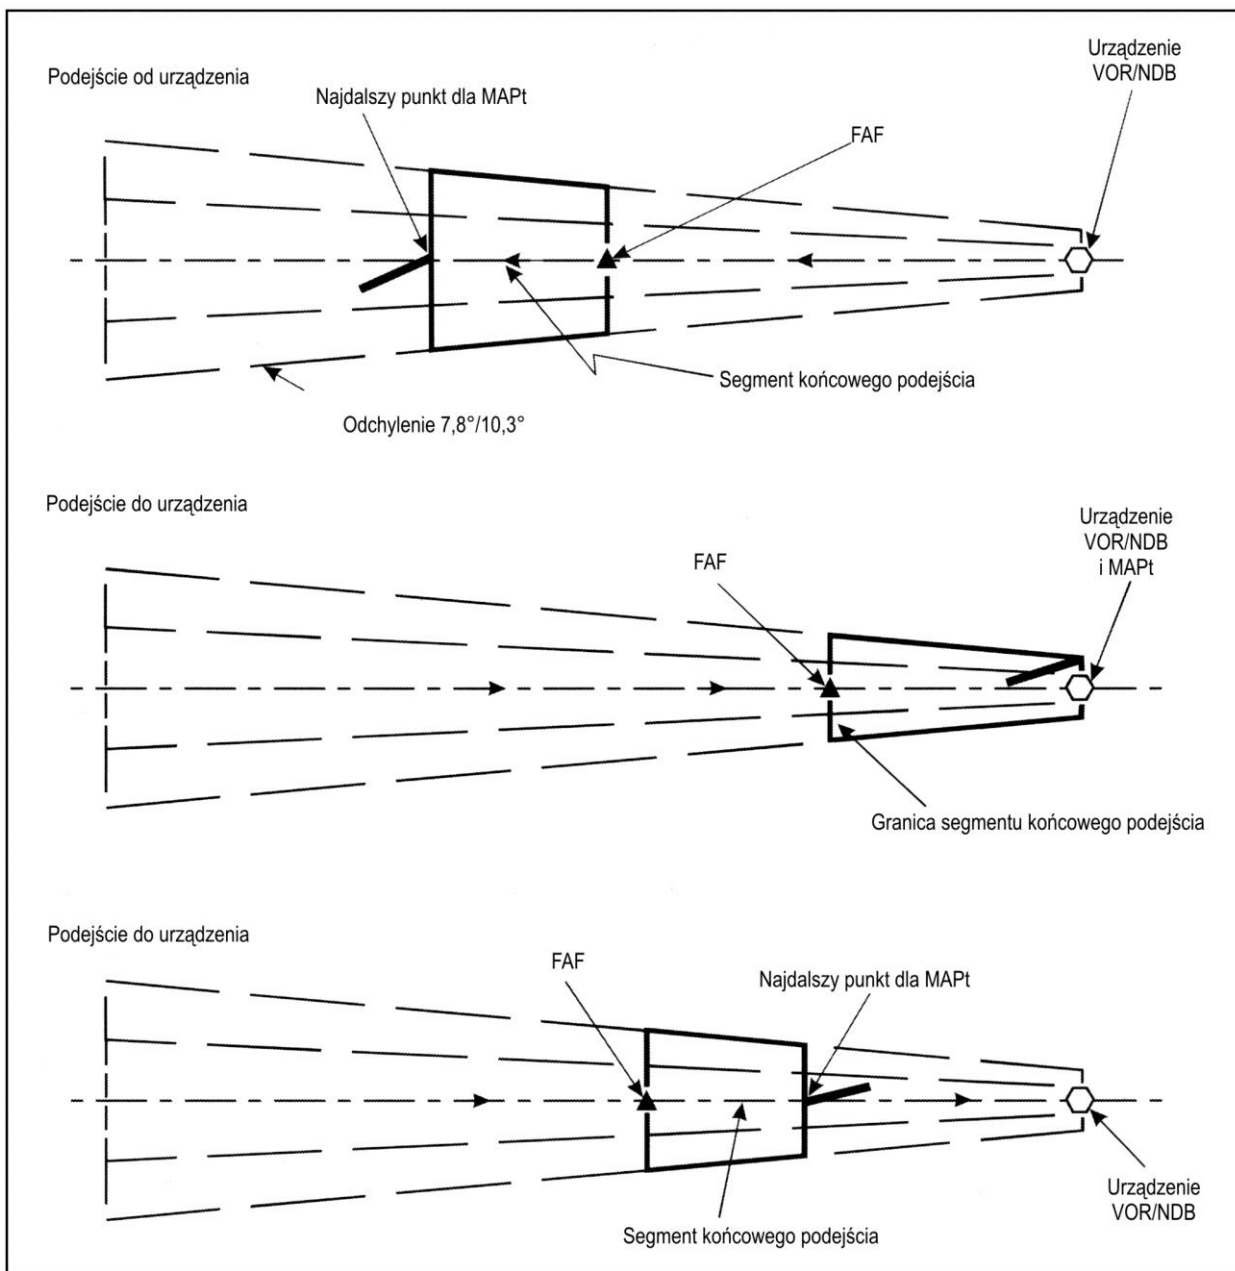 Podejście od urządzenia
Urządzenie
VOR/NDB
Najdalszy punkt dla MAPt
FAF
Segment końcowego podejścia
Odchylenie 7,8°/10,3°
Podejście do urządzenia
Urządzenie
VOR/NDB
i MAPt
FAF
Granica segmentu końcowego podejścia
Podejście do urządzenia
FAF
Najdalszy punkt dla MAPt
Urządzenie
VOR/NDB
Segment końcowego podejścia